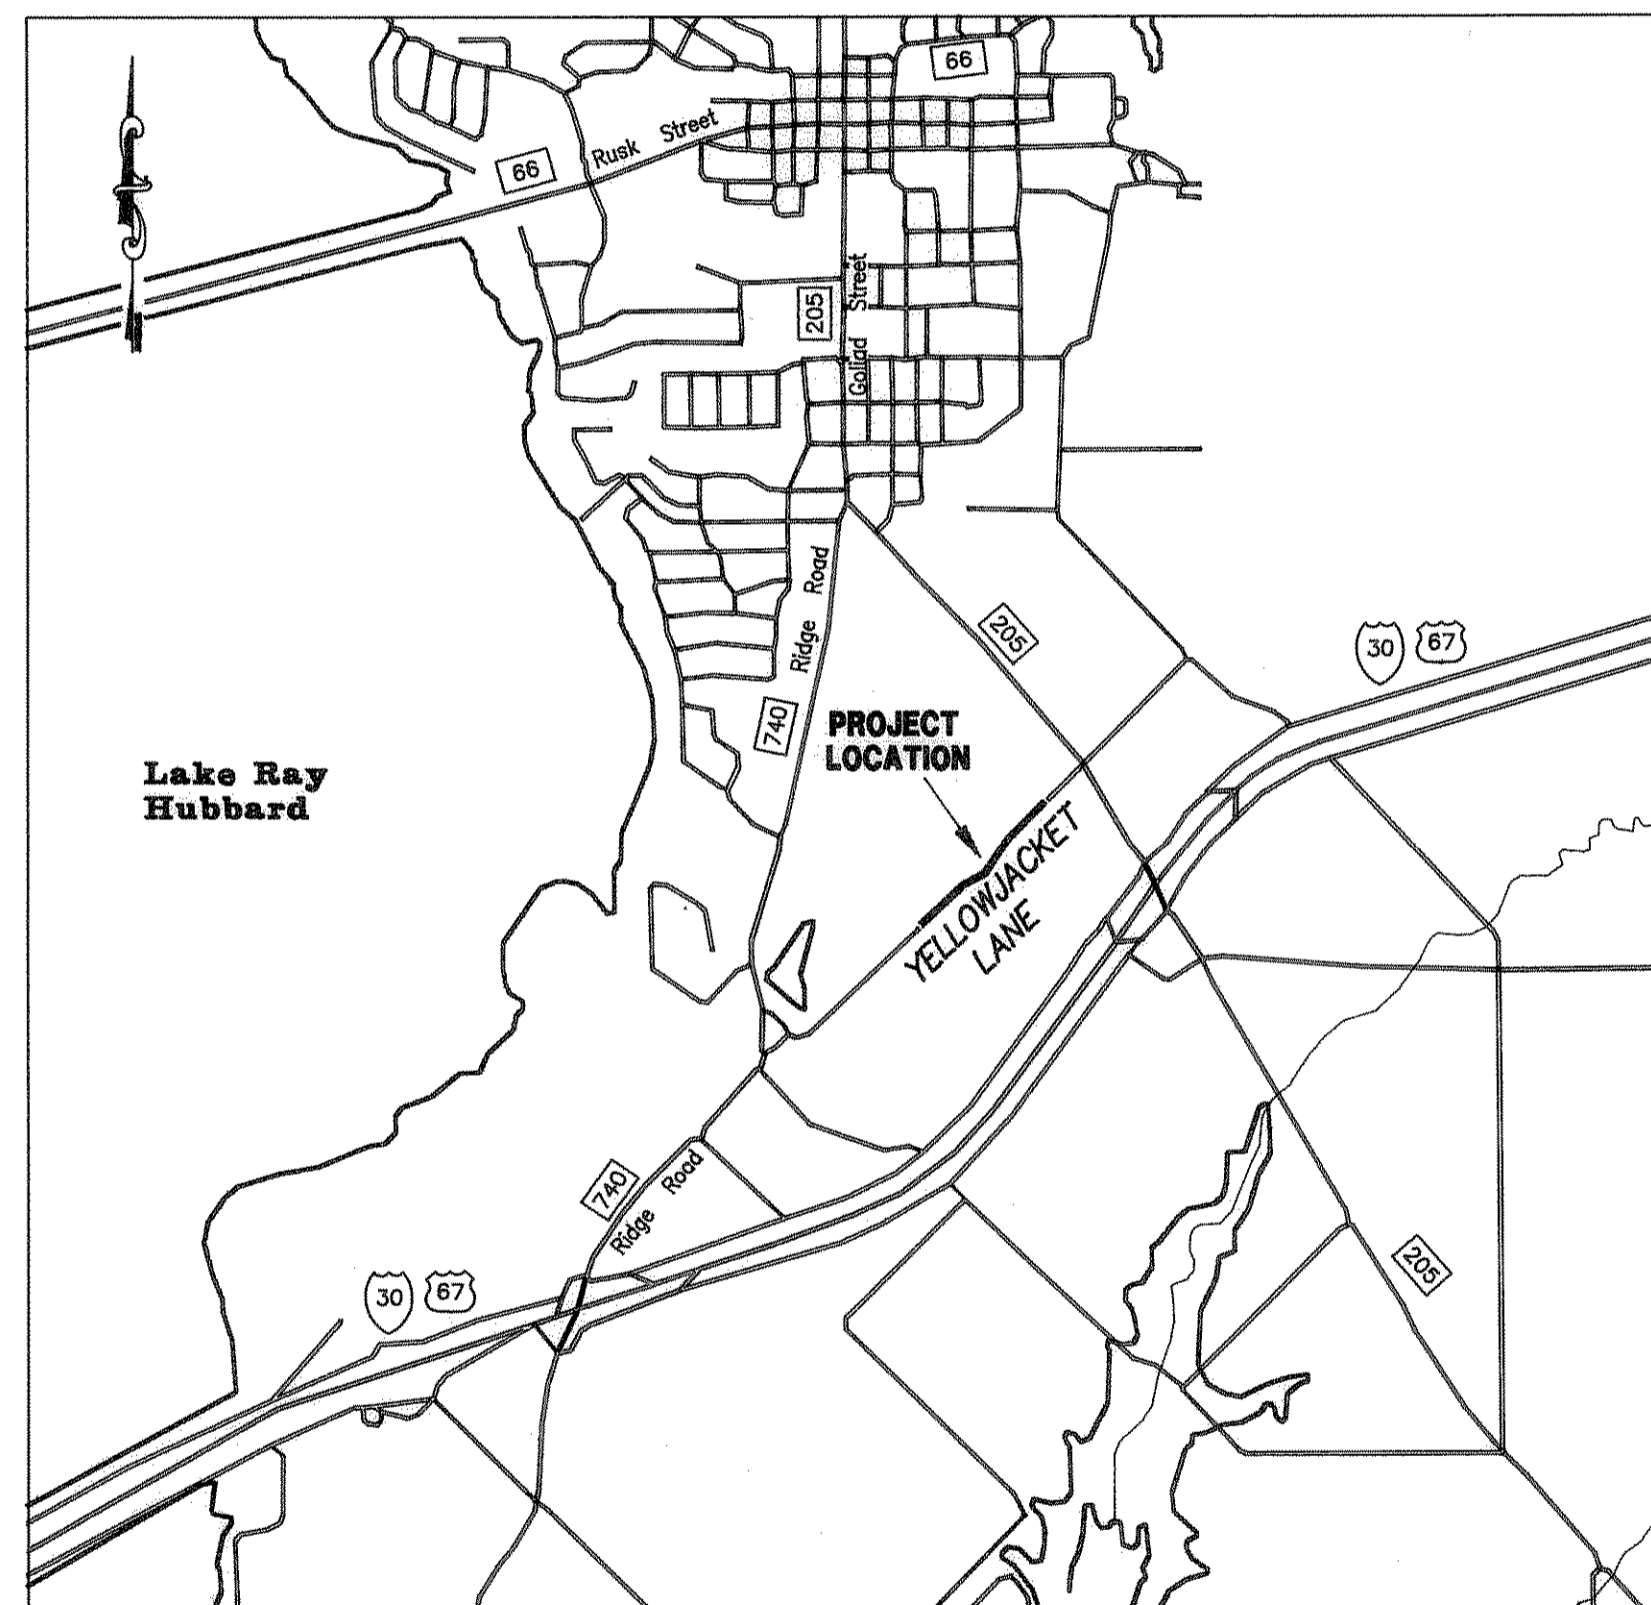 66
66
Rusk Street
205
Goliad Street
Ridge Road
205
30
67
740
PROJECT
LOCATION
Lake Ray
Hubbard
YELLOWJACKET
LANE
740
Ridge Road
205
30
67